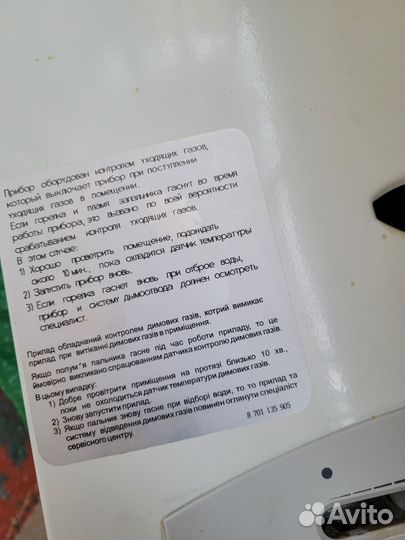 Прибор оборудован контролем уходящих газов,
который выключает прибор при поступлении
уходящих газов в помещении.
Если горелка и пламя запальника гаснут во время
работы прибора, это вызвано по всей вероятности
срабатыванием контроля уходящих газов.
В этом случае:
1) Хорошо проветрить помещение, подождать
около 10 мин., пока охладится датчик температуры
2) Запустить прибор вновь.
3) Если горелка гаснет вновь при отборе воды,
прибор и систему дымоотвода должен осмотреть
специалист.
Прилад обладнаний контролем димових газів, котрий вимикає
прилад при витіканні димових газів в приміщення.
Якщо полум'я пальника гасне під час роботи приладу, то це
ймовірно викликано спрацюванням датчика контролю димових газів.
В цьому випадку:
1) Добре провітрити приміщення на протязі близько 10 хв.,
поки не охолодиться датчик температури димових газів.
2) Знову запустити прилад.
3) Якщо пальник знову гасне при відборі води, то то прилад та
систему відведення димових газів повинен оглянути спеціаліст
сервісного центру.
8 701 135 905
Avito